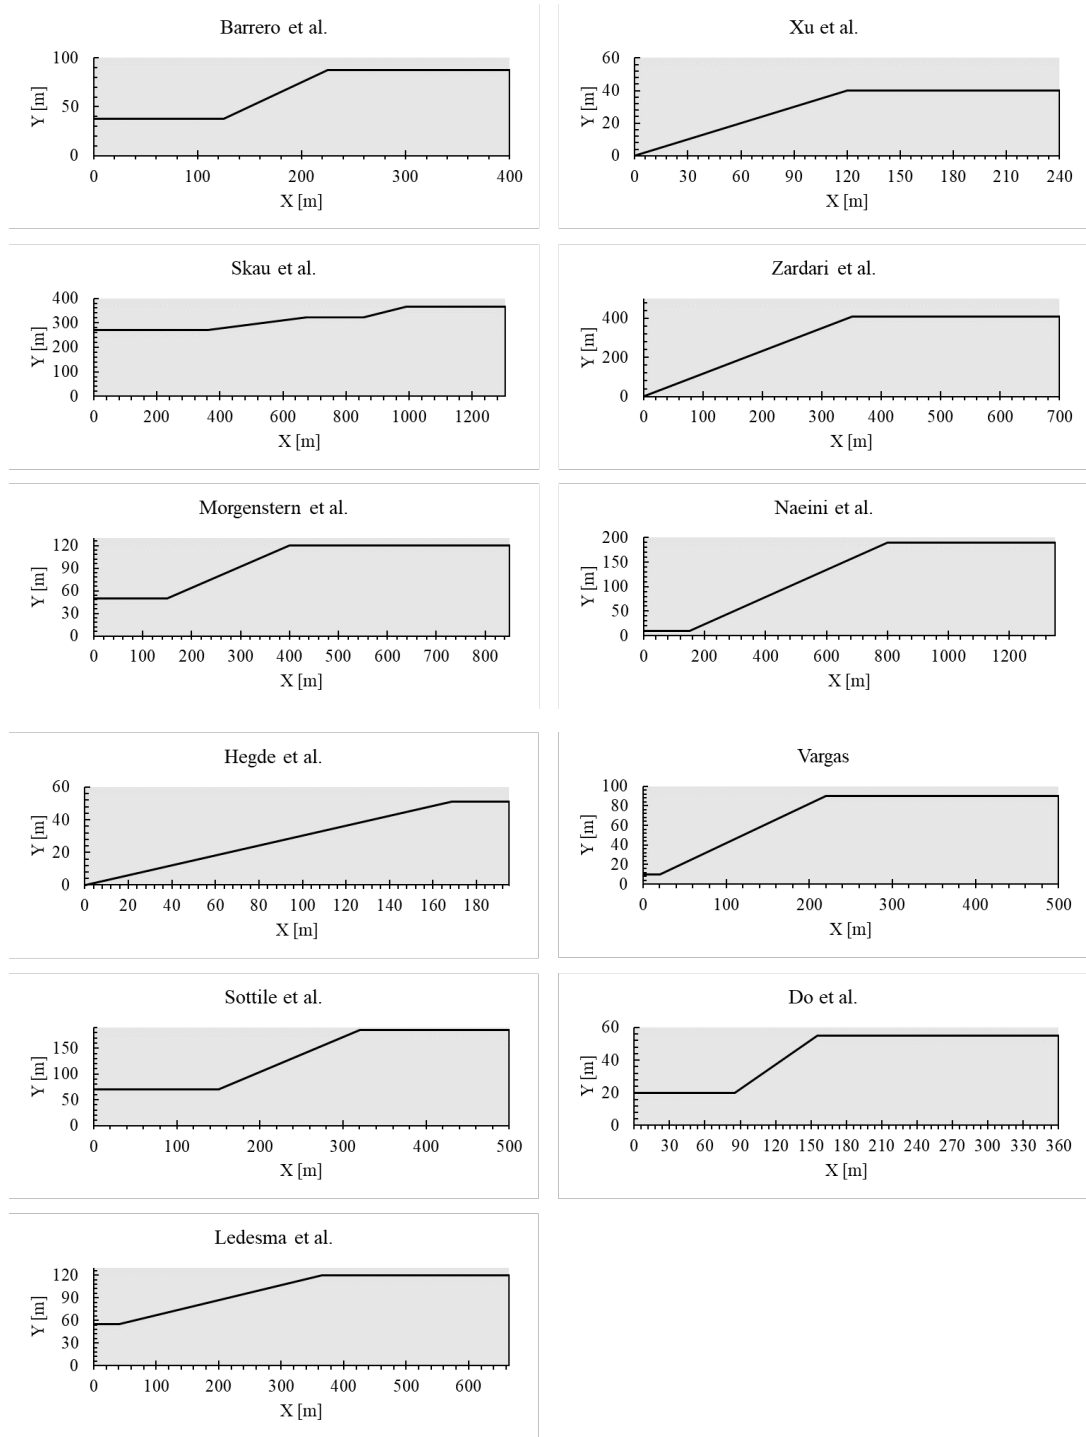 Barrero et al.
Y [m]
100
50
0
0 100 200 300 400
X [m]
Xu et al.
Y [m]
60
40
20
0
0 30 60 90 120 150 180 210 240
X [m]
Skau et al.
Y [m]
400
300
200
100
0
0 200 400 600 800 1000 1200
X [m]
Zardari et al.
Y [m]
400
200
0
0 100 200 300 400 500 600 700
X [m]
Morgenstern et al.
Y [m]
120
90
60
30
0
0 100 200 300 400 500 600 700 800
X [m]
Naeini et al.
Y [m]
200
150
100
50
0
0 200 400 600 800 1000 1200
X [m]
Hegde et al.
Y [m]
60
40
20
0
0 20 40 60 80 100 120 140 160 180
X [m]
Vargas
Y [m]
100
80
60
40
20
0
0 100 200 300 400 500
X [m]
Sottile et al.
Y [m]
150
100
50
0
0 100 200 300 400 500
X [m]
Do et al.
Y [m]
60
40
20
0
0 30 60 90 120 150 180 210 240 270 300 330 360
X [m]
Ledesma et al.
Y [m]
120
90
60
30
0
0 100 200 300 400 500 600
X [m]